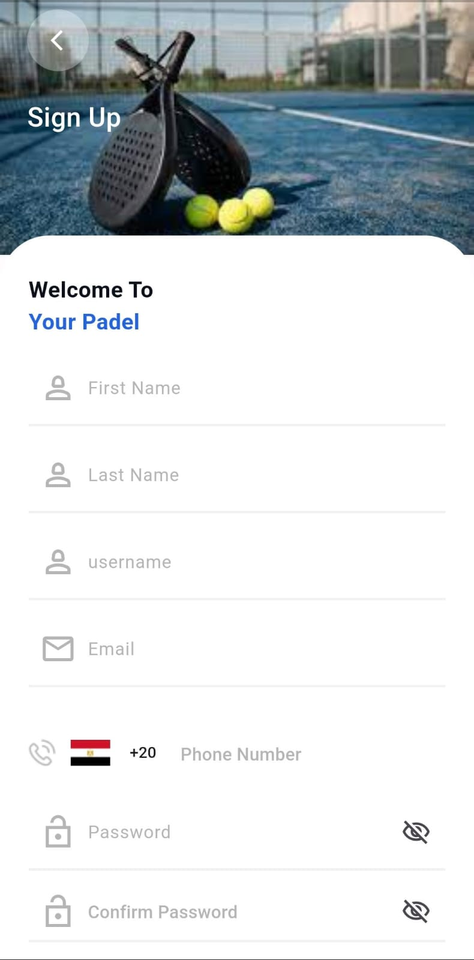 Sign Up
Welcome To
Your Padel
First Name
Last Name
username
Email
+20 Phone Number
Password
Confirm Password